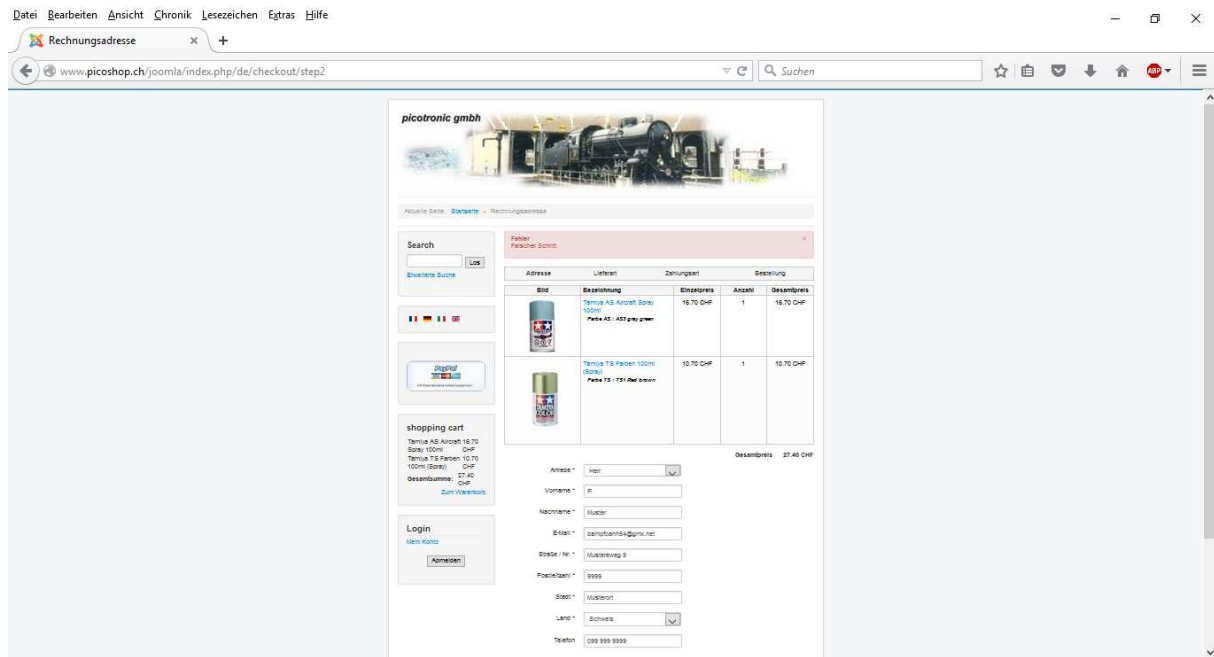 Datei Bearbeiten Ansicht Chronik Lesezeichen Extras Hilfe
Rechnungsadresse
www.picoshop.ch/joomla/index.php/de/checkout/step2
Suchen
ABP
picotronic gmbh
Aktuelle Seite: Startseite Rechnungsadresse
Search
Los
Erweiterte Suche
PayPal
shopping cart
Tamiya AS Aircraft Spray 100ml 16.70 CHF
Tamiya TS Farben 100ml (Spray) 10.70 CHF
Gesamtsumme: 27.40 CHF
Zum Warenkorb
Login
Mein Konto
Abmelden
Fehler
Falscher Schritt
Adresse Lieferart Zahlungsart Bestellung
Bild Bezeichnung Einzelpreis Anzahl Gesamtpreis
Tamiya AS Aircraft Spray 100ml 16.70 CHF 1 16.70 CHF
Farbe AS : AS3 gray green
Tamiya TS Farben 100ml (Spray) 10.70 CHF 1 10.70 CHF
Farbe TS : TS1 Red brown
Gesamtpreis 27.40 CHF
Anrede * Herr
Vorname * P.
Nachname * Muster
E-Mail * dampfbahn54@gmx.net
Straße / Nr. * Musterweg 9
Postleitzahl * 9999
Stadt * Musterort
Land * Schweiz
Telefon 099 999 9999